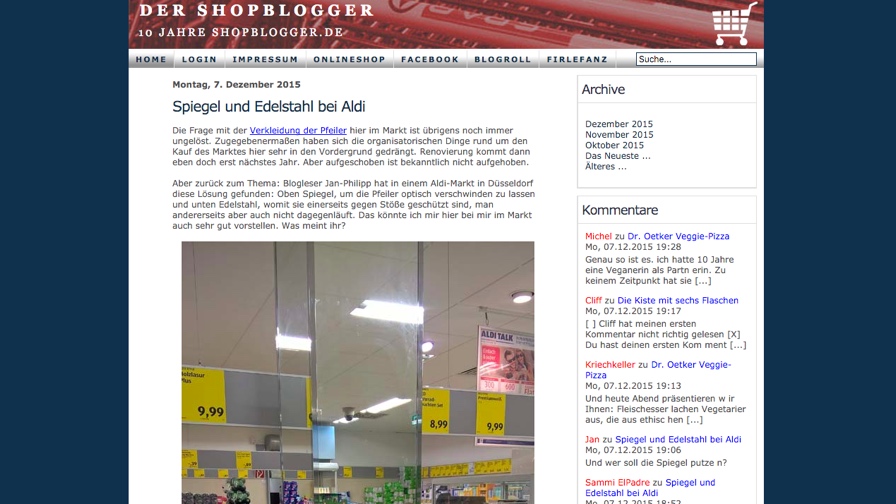 DER SHOPBLOGGER
10 JAHRE SHOPBLOGGER.DE
HOME LOGIN IMPRESSUM ONLINESHOP FACEBOOK BLOGROLL FIRLEFANZ
Suche...
Montag, 7. Dezember 2015
Spiegel und Edelstahl bei Aldi
Die Frage mit der Verkleidung der Pfeiler hier im Markt ist übrigens noch immer
ungelöst. Zugegebenermaßen haben sich die organisatorischen Dinge rund um den
Kauf des Marktes hier sehr in den Vordergrund gedrängt. Renovierung kommt dann
eben doch erst nächstes Jahr. Aber aufgeschoben ist bekanntlich nicht aufgehoben.
Aber zurück zum Thema: Blogleser Jan-Philipp hat in einem Aldi-Markt in Düsseldorf
diese Lösung gefunden: Oben Spiegel, um die Pfeiler optisch verschwinden zu lassen
und unten Edelstahl, womit sie einerseits gegen Stöße geschützt sind, man
andererseits aber auch nicht dagegenläuft. Das könnte ich mir hier bei mir im Markt
auch sehr gut vorstellen. Was meint ihr?
ALDI TALK
9,99
8,99
9,99
Archive
Dezember 2015
November 2015
Oktober 2015
Das Neueste ...
Älteres ...
Kommentare
Michel zu Dr. Oetker Veggie-Pizza
Mo, 07.12.2015 19:28
Genau so ist es. ich hatte 10 Jahre
eine Veganerin als Partn erin. Zu
keinem Zeitpunkt hat sie [...]
Cliff zu Die Kiste mit sechs Flaschen
Mo, 07.12.2015 19:17
[ ] Cliff hat meinen ersten
Kommentar nicht richtig gelesen [X]
Du hast deinen ersten Kom ment [...]
Kriechkeller zu Dr. Oetker Veggie-
Pizza
Mo, 07.12.2015 19:13
Und heute Abend präsentieren w ir
Ihnen: Fleischesser lachen Vegetarier
aus, die aus ethisc hen [...]
Jan zu Spiegel und Edelstahl bei Aldi
Mo, 07.12.2015 19:06
Und wer soll die Spiegel putze n?
Sammi ElPadre zu Spiegel und
Edelstahl bei Aldi
Mo, 07.12.2015 18:52